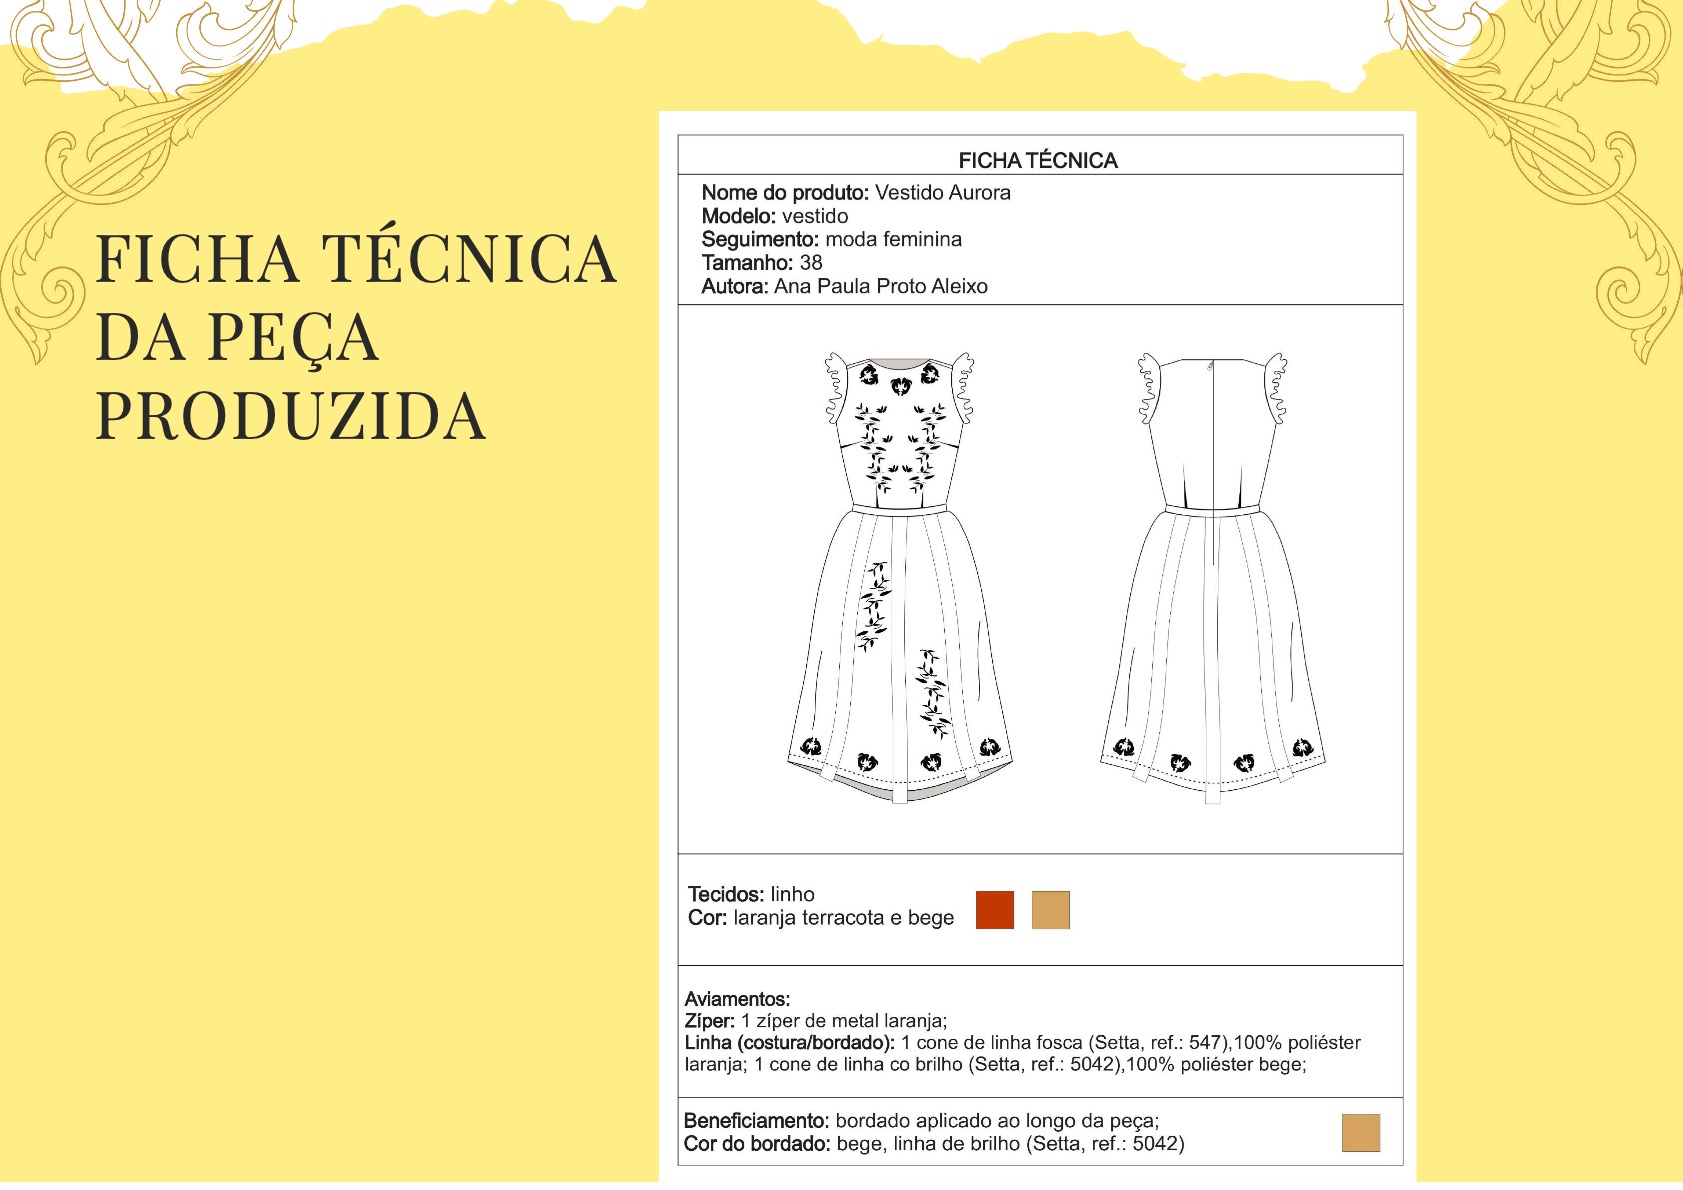 FICHA TÉCNICA
DA PEÇA
PRODUZIDA
FICHA TÉCNICA
Nome do produto: Vestido Aurora
Modelo: vestido
Seguimento: moda feminina
Tamanho: 38
Autora: Ana Paula Proto Aleixo
Tecidos: linho
Cor: laranja terracota e bege
Aviamentos:
Zíper: 1 zíper de metal laranja;
Linha (costura/bordado): 1 cone de linha fosca (Setta, ref.: 547),100% poliéster
laranja; 1 cone de linha co brilho (Setta, ref.: 5042),100% poliéster bege;
Beneficiamento: bordado aplicado ao longo da peça;
Cor do bordado: bege, linha de brilho (Setta, ref.: 5042)